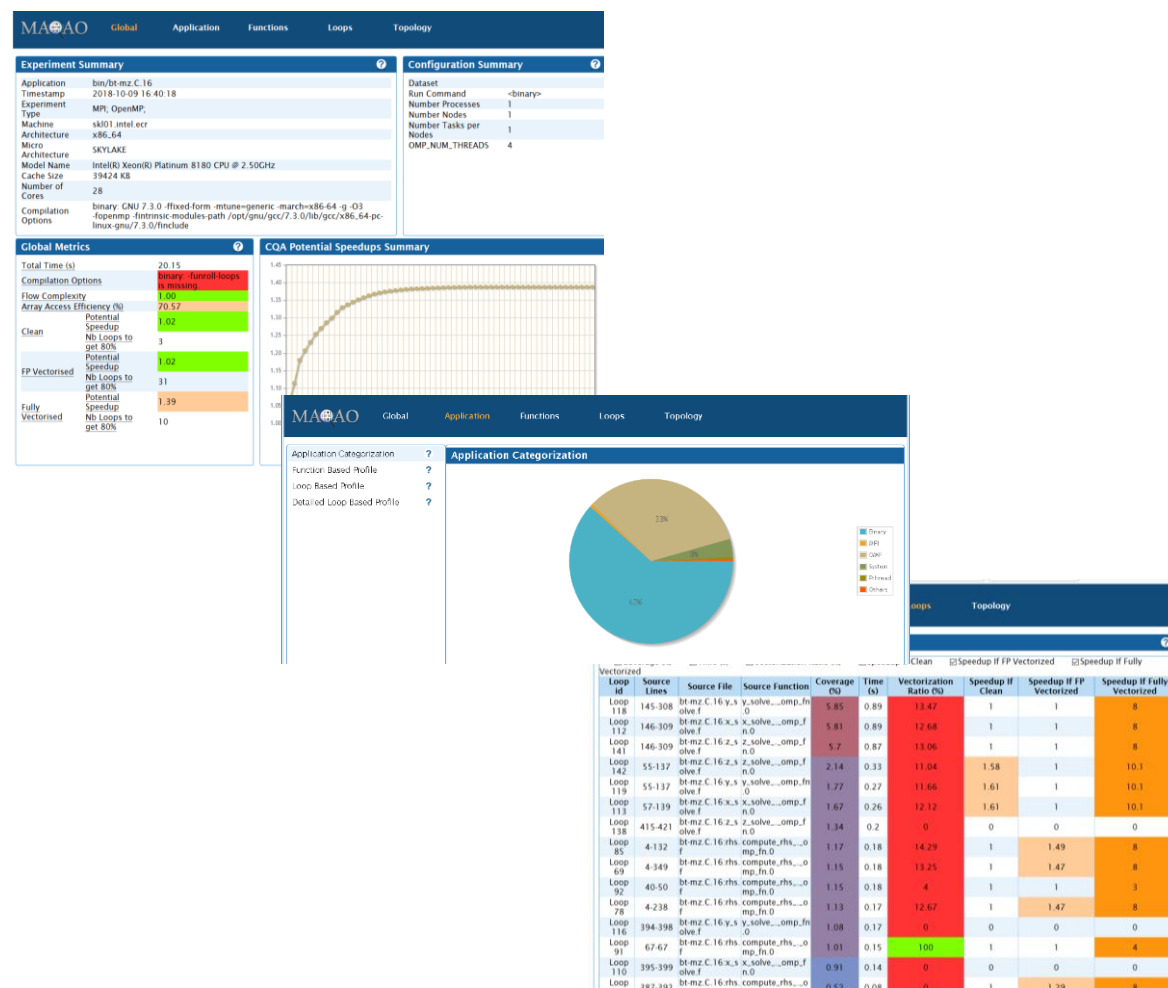 MAQAO Global Application Functions Loops Topology
Experiment Summary ?
Application bin/bt-mz.C.16
Timestamp 2018-10-09 16:40:18
Experiment
Type MPI; OpenMP;
Machine skl01.intel.ecr
Architecture x86_64
Micro
Architecture SKYLAKE
Model Name Intel(R) Xeon(R) Platinum 8180 CPU @ 2.50GHz
Cache Size 39424 KB
Number of
Cores 28
Compilation
Options binary: GNU 7.3.0 -ffixed-form -mtune=generic -march=x86-64 -g -O3
-fopenmp -fintrinsic-modules-path /opt/gnu/gcc/7.3.0/lib/gcc/x86_64-pc-
linux-gnu/7.3.0/finclude
Configuration Summary ?
Dataset
Run Command <binary>
Number Processes 1
Number Nodes 1
Number Tasks per
Nodes 1
OMP_NUM_THREADS 4
Global Metrics ?
Total Time (s) 20.15
Compilation Options binary: -funroll-loops
is missing.
Flow Complexity 1.00
Array Access Efficiency (%) 70.57
Clean
Potential
Speedup 1.02
Nb Loops to
get 80% 3
FP Vectorised
Potential
Speedup 1.02
Nb Loops to
get 80% 31
Fully
Vectorised
Potential
Speedup 1.39
Nb Loops to
get 80% 10
CQA Potential Speedups Summary
1.45
1.40
1.35
1.30
1.25
1.20
1.15
1.10
1.05
1.00
MAQAO Global Application Functions Loops Topology
Application Categorization ?
Function Based Profile ?
Loop Based Profile ?
Detailed Loop Based Profile ?
Application Categorization
33%
3%
Binary
MPI
OMP
System
Pthread
Others
oops Topology
?
Clean Speedup If FP Vectorized Speedup If Fully
Vectorized
Loop id Source Lines Source File Source Function Coverage (%) Time (s) Vectorization Ratio (%) Speedup If Clean Speedup If FP Vectorized Speedup If Fully Vectorized
Loop 118 145-308 bt-mz.C.16:y_solve.f y_solve_._omp_fn.0 5.85 0.89 13.47 1 1 8
Loop 112 146-309 bt-mz.C.16:x_solve.f x_solve_._omp_fn.0 5.81 0.89 12.68 1 1 8
Loop 141 146-309 bt-mz.C.16:z_solve.f z_solve_._omp_fn.0 5.7 0.87 13.06 1 1 8
Loop 142 55-137 bt-mz.C.16:z_solve.f z_solve_._omp_fn.0 2.14 0.33 11.04 1.58 1 10.1
Loop 119 55-137 bt-mz.C.16:y_solve.f y_solve_._omp_fn.0 1.77 0.27 11.66 1.61 1 10.1
Loop 113 57-139 bt-mz.C.16:x_solve.f x_solve_._omp_fn.0 1.67 0.26 12.12 1.61 1 10.1
Loop 138 415-421 bt-mz.C.16:z_solve.f z_solve_._omp_fn.0 1.34 0.2 0 0 0 0
Loop 85 4-132 bt-mz.C.16:rhs.f compute_rhs_._omp_fn.0 1.17 0.18 14.29 1 1.49 8
Loop 69 4-349 bt-mz.C.16:rhs.f compute_rhs_._omp_fn.0 1.15 0.18 13.25 1 1.47 8
Loop 92 40-50 bt-mz.C.16:rhs.f compute_rhs_._omp_fn.0 1.15 0.18 4 1 1 3
Loop 78 4-238 bt-mz.C.16:rhs.f compute_rhs_._omp_fn.0 1.13 0.17 12.67 1 1.47 8
Loop 116 394-398 bt-mz.C.16:y_solve.f y_solve_._omp_fn.0 1.08 0.17 0 0 0 0
Loop 91 67-67 bt-mz.C.16:rhs.f compute_rhs_._omp_fn.0 1.01 0.15 100 1 1 4
Loop 110 395-399 bt-mz.C.16:x_solve.f x_solve_._omp_fn.0 0.91 0.14 0 0 0 0
Loop 387-392 bt-mz.C.16:rhs. compute_rhs_._o 0.52 0.08 0 1 1.29 8